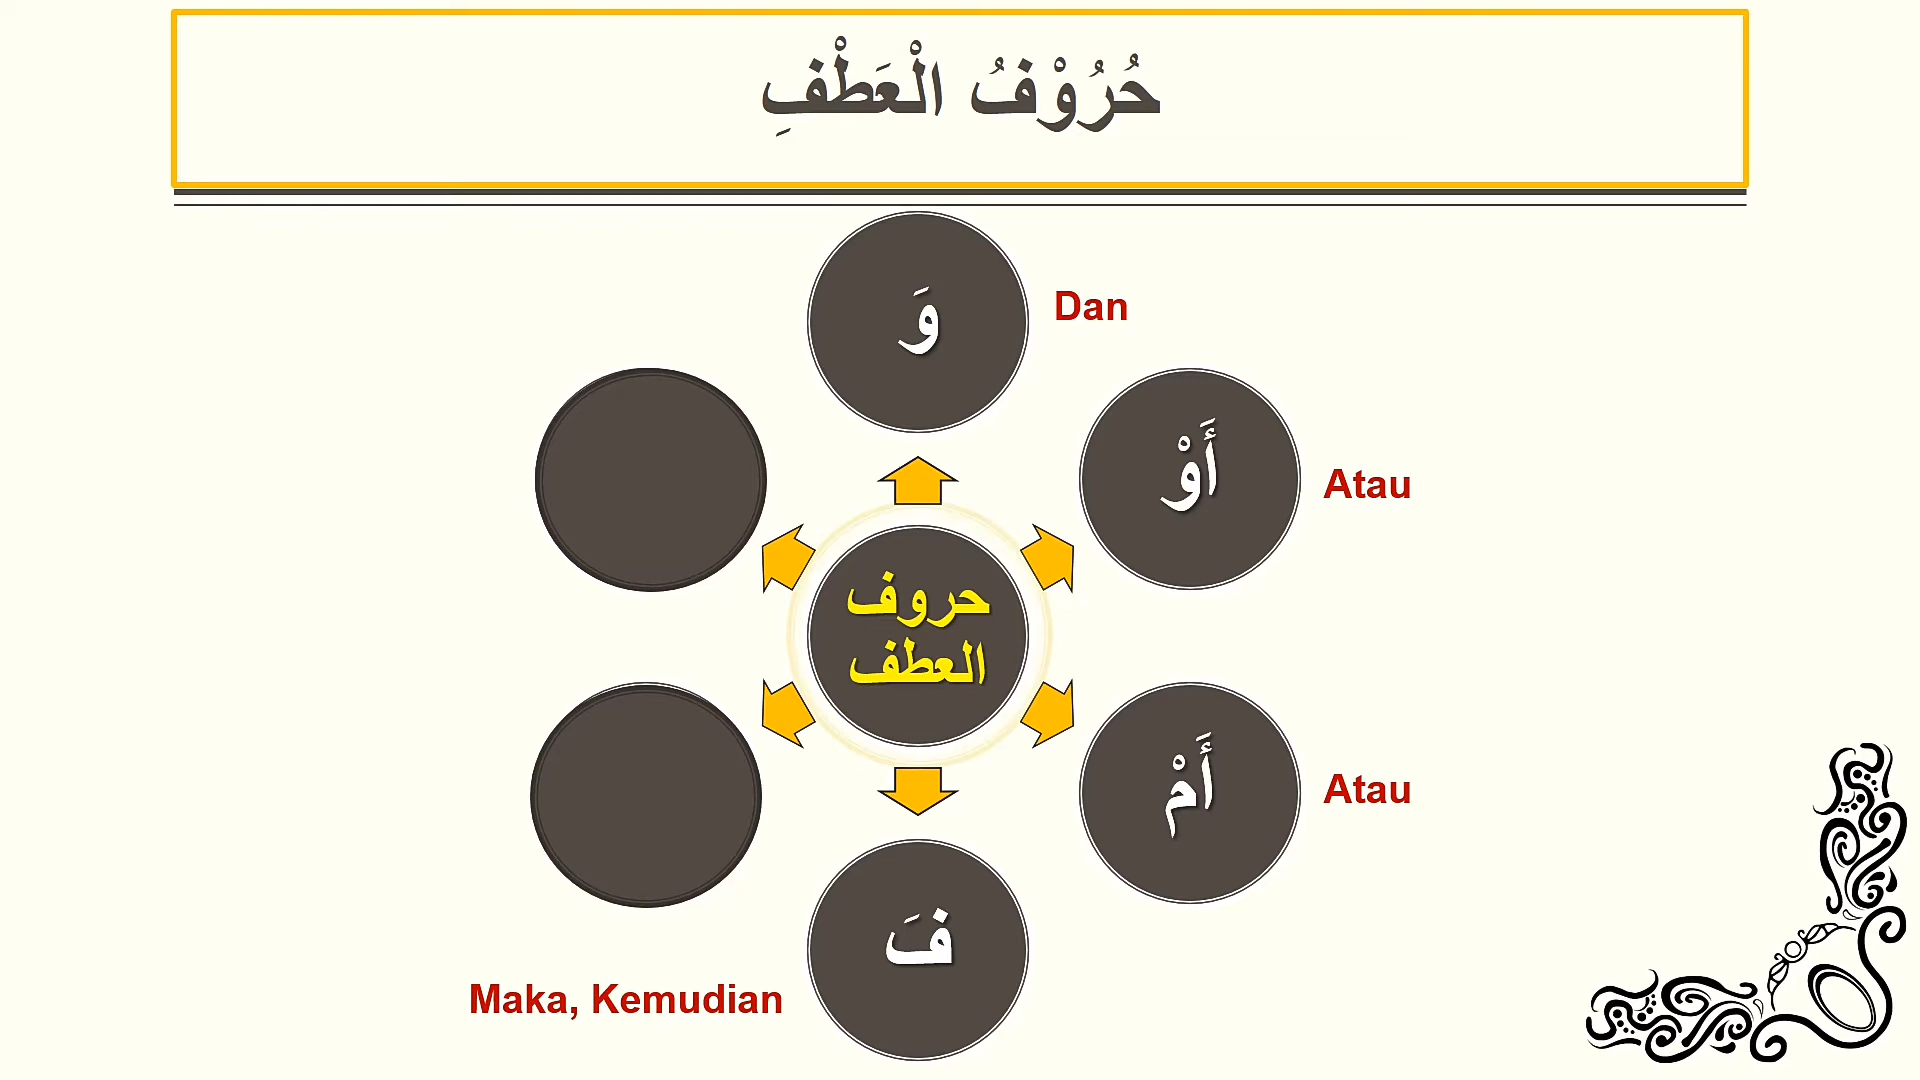 حُرُوْفُ الْعَطْفِ
وَ
Dan
أَوْ
Atau
حروف
العطف
أَمْ
Atau
فَ
Maka, Kemudian